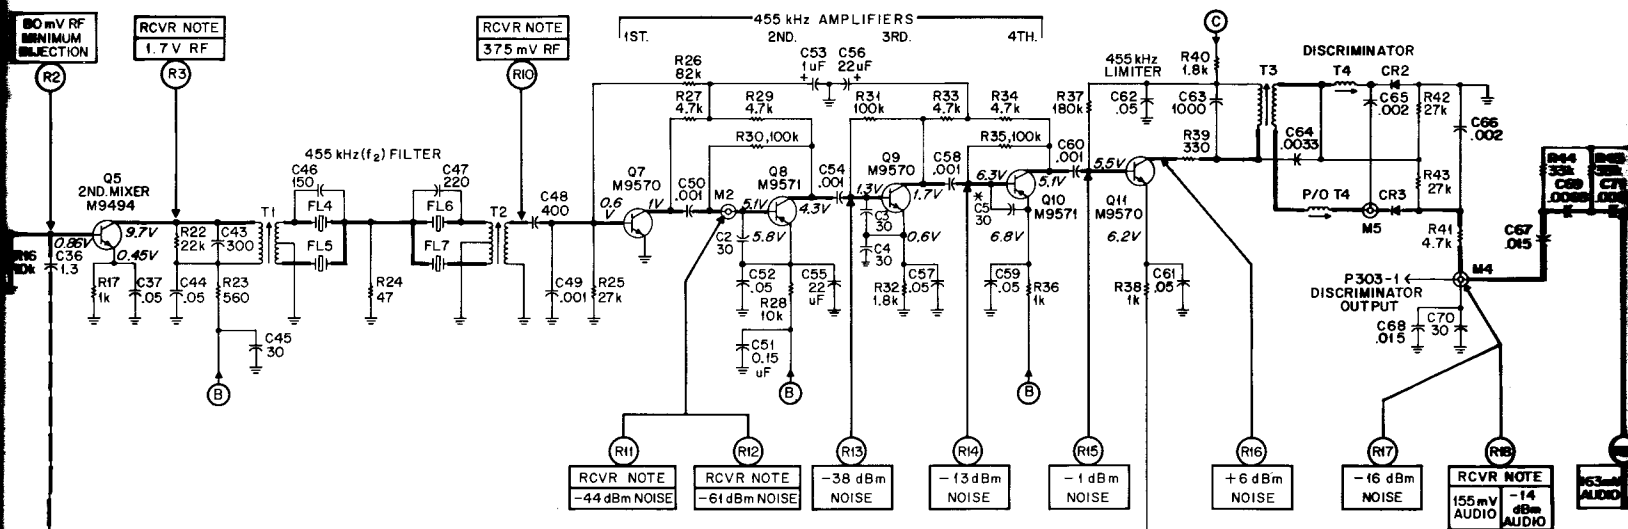 80 mV RF
MINIMUM
INJECTION
R2
RCVR NOTE
1.7 V RF
R3
RCVR NOTE
375 mV RF
R10
455 kHz AMPLIFIERS
1ST.
2ND.
3RD.
4TH.
C
455 kHz
LIMITER
R40
1.8k
T3
DISCRIMINATOR
T4
CR2
R26
82k
C53
1uF
C56
22uF
R27
4.7k
R29
4.7k
R31
100k
R33
4.7k
R34
4.7k
R37
180k
C62
.05
C63
1000
C65
.002
R42
27k
C66
.002
R30,100k
R35,100k
C60
.001
R39
330
C64
.0033
455 kHz (f2) FILTER
Q5
2ND. MIXER
M9494
C46
150
C47
220
FL4
FL6
FL5
FL7
Q7
M9570
C50
.001
M2
Q8
M9571
C54
.001
Q9
M9570
C58
.001
5.5V
R43
27k
0.6
V
1V
5.1V
4.3V
1.3V
1.7V
6.3V
5.1V
Q10
M9571
Q11
M9570
P/O T4
CR3
M5
R44
33k
C69
R16
10k
0.86V
C36
1.3
9.7V
0.45V
R22
22k
C43
300
T1
T2
C48
400
C2
30
5.8V
C3
30
C4
30
0.6V
*
C5
30
6.8V
6.2V
R41
4.7k
C67
.015
R17
1k
C37
.05
C44
.05
R23
560
R24
47
C49
.001
R25
27k
C52
.05
R28
10k
C55
22
uF
R32
1.8k
C57
.05
C59
.05
R36
1k
R38
1k
C61
.05
P303-1
DISCRIMINATOR
OUTPUT
M4
C45
30
B
C51
0.15
uF
B
B
C68
.015
C70
30
R11
RCVR NOTE
-44 dBm NOISE
R12
RCVR NOTE
-61 dBm NOISE
R13
-38 dBm
NOISE
R14
-13 dBm
NOISE
R15
-1 dBm
NOISE
R16
+6 dBm
NOISE
R17
-16 dBm
NOISE
R18
RCVR NOTE
155 mV
AUDIO
-14
dBm
AUDIO
AUDIO